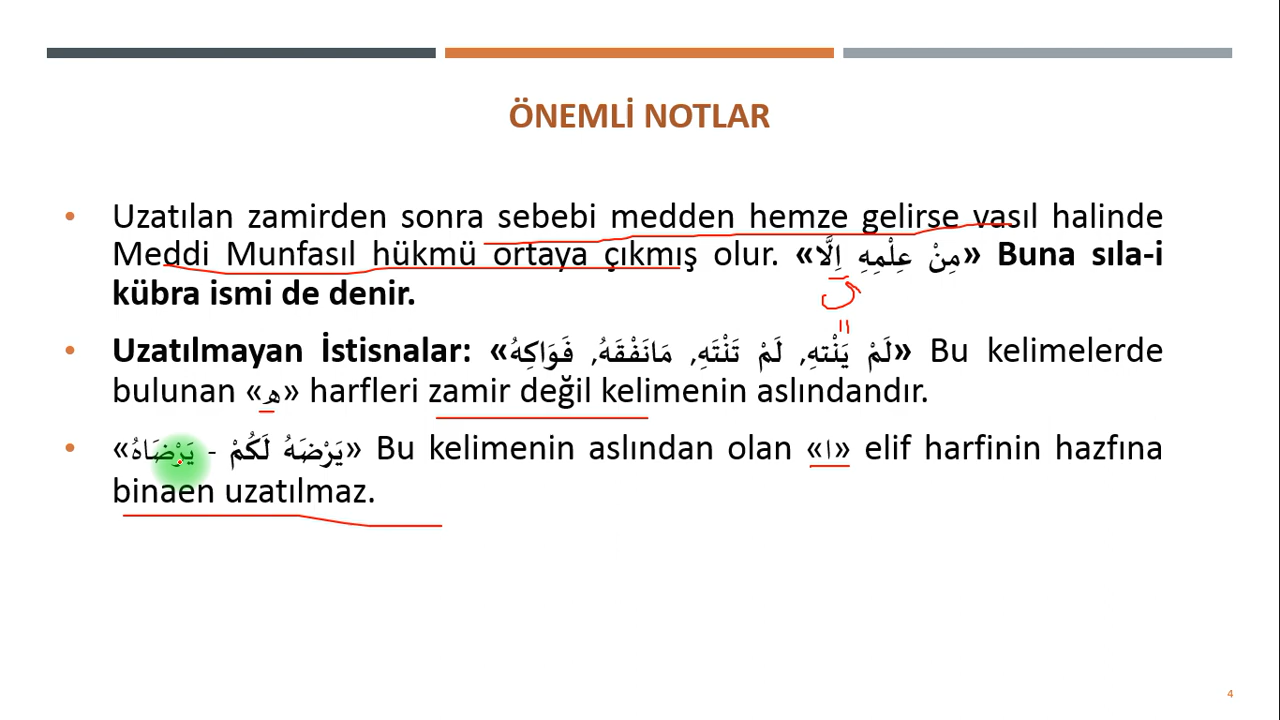 ÖNEMLİ NOTLAR
• Uzatılan zamirden sonra sebebi medden hemze gelirse vasıl halinde
Meddi Munfasıl hükmü ortaya çıkmış olur. «مِنْ عِلْمِهِ اِلَّا» Buna sıla-i
kübra ismi de denir.
• Uzatılmayan İstisnalar: «لَمْ يَنْتهِ, لَمْ تَنْتَهِ, مَانَفْقَهُ, فَوَاكِهُ» Bu kelimelerde
bulunan «ه» harfleri zamir değil kelimenin aslındandır.
• «يَرْضَهُ لَكُمْ - يَرْضَاهُ» Bu kelimenin aslından olan «ا» elif harfinin hazfına
binaen uzatılmaz.
4